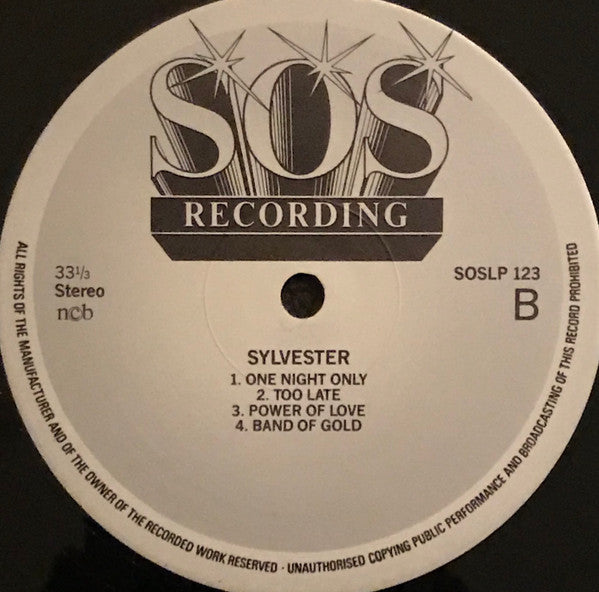 SOS
RECORDING
33 1/3
Stereo
ncb
SOSLP 123
B
SYLVESTER
1. ONE NIGHT ONLY
2. TOO LATE
3. POWER OF LOVE
4. BAND OF GOLD
ALL RIGHTS OF THE MANUFACTURER AND OF THE OWNER OF THE RECORDED WORK RESERVED · UNAUTHORISED COPYING PUBLIC PERFORMANCE AND BROADCASTING OF THIS RECORD PROHIBITED